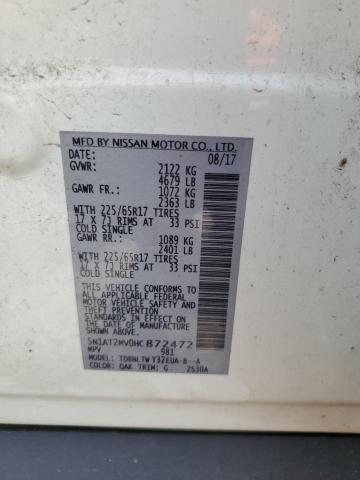 MFD BY NISSAN MOTOR CO., LTD.
DATE: 08/17
GVWR: 2122 KG
4679 LB
GAWR FR.: 1072 KG
2363 LB
WITH 225/65R17 TIRES
17 X 7J RIMS AT 33 PSI
COLD SINGLE
GAWR RR.: 1089 KG
2401 LB
WITH 225/65R17 TIRES
17 X 7J RIMS AT 33 PSI
COLD SINGLE
THIS VEHICLE CONFORMS TO ALL
APPLICABLE FEDERAL MOTOR
VEHICLE SAFETY, BUMPER, AND
THEFT PREVENTION STANDARDS IN
EFFECT ON THE DATE OF
MANUFACTURE SHOWN ABOVE.
5N1AT2MV0HC872472
MPV 981
MODEL: TDBNLTW T32EUA-B--A
COLOR: QAK TRIM: G 2530A